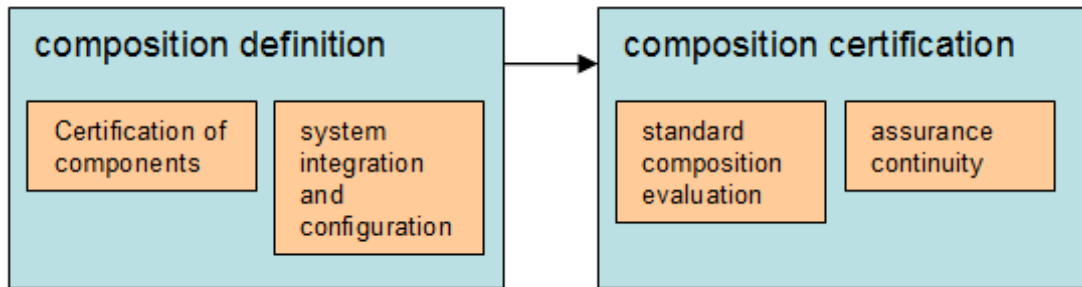 composition definition
Certification of
components
system
integration
and
configuration
composition certification
standard
composition
evaluation
assurance
continuity